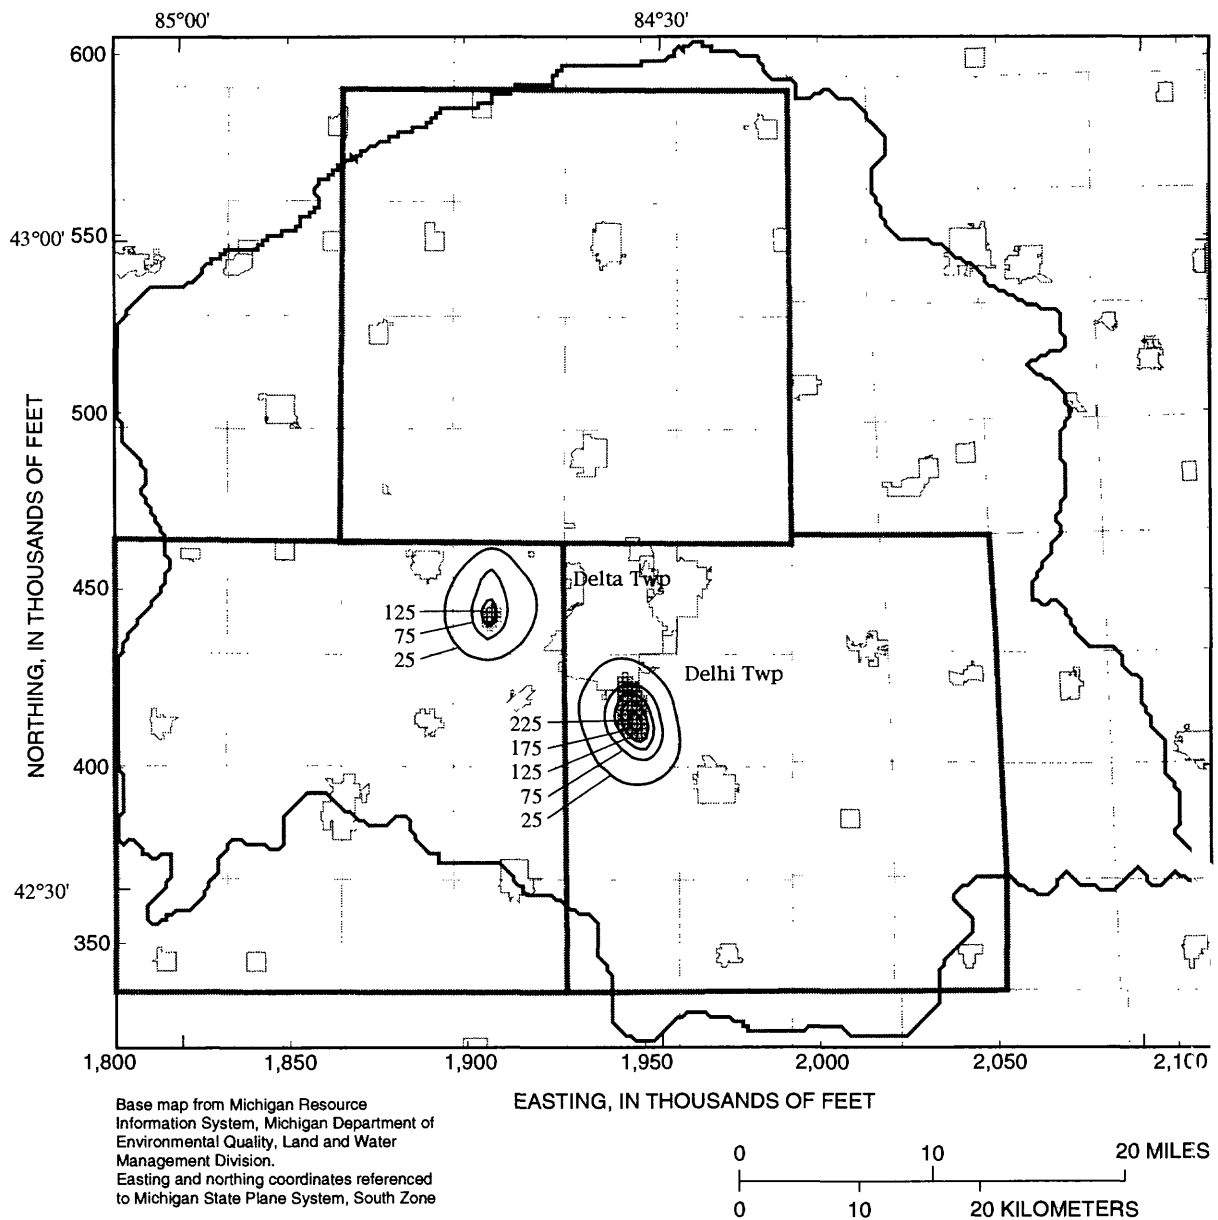 85°00' 84°30'
600
43°00' 550
500
450
400
42°30'
350
NORTHING, IN THOUSANDS OF FEET
Delta Twp
125
75
25
Delhi Twp
225
175
125
75
25
1,800 1,850 1,900 1,950 2,000 2,050 2,100
EASTING, IN THOUSANDS OF FEET
Base map from Michigan Resource
Information System, Michigan Department of
Environmental Quality, Land and Water
Management Division.
Easting and northing coordinates referenced
to Michigan State Plane System, South Zone
0 10 20 MILES
0 10 20 KILOMETERS